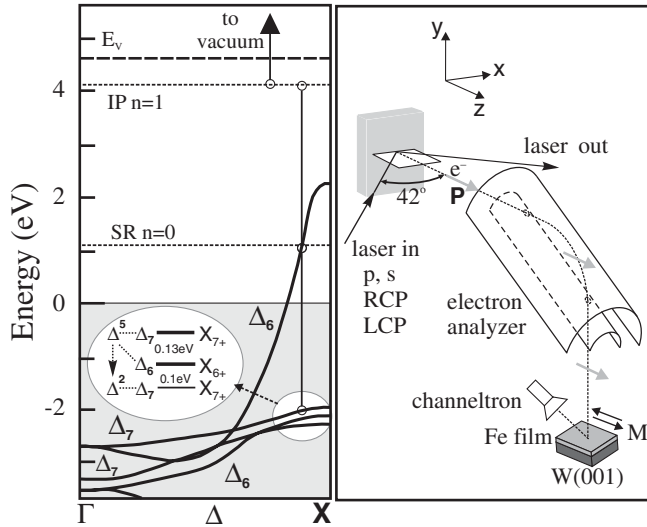 to
vacuum
E_v
4
IP n=1
2
SR n=0
Energy (eV)
0
Δ₆
Δ⁵ Δ₇ X₇₊
0.13eV
Δ₆ X₆₊
0.1eV
Δ² Δ₇ X₇₊
-2
Δ₇
Δ₇
Δ₆
Γ Δ X
y
x
z
laser out
e⁻
42° P
laser in
p, s
RCP
LCP
electron
analyzer
channeltron
M
Fe film
W(001)